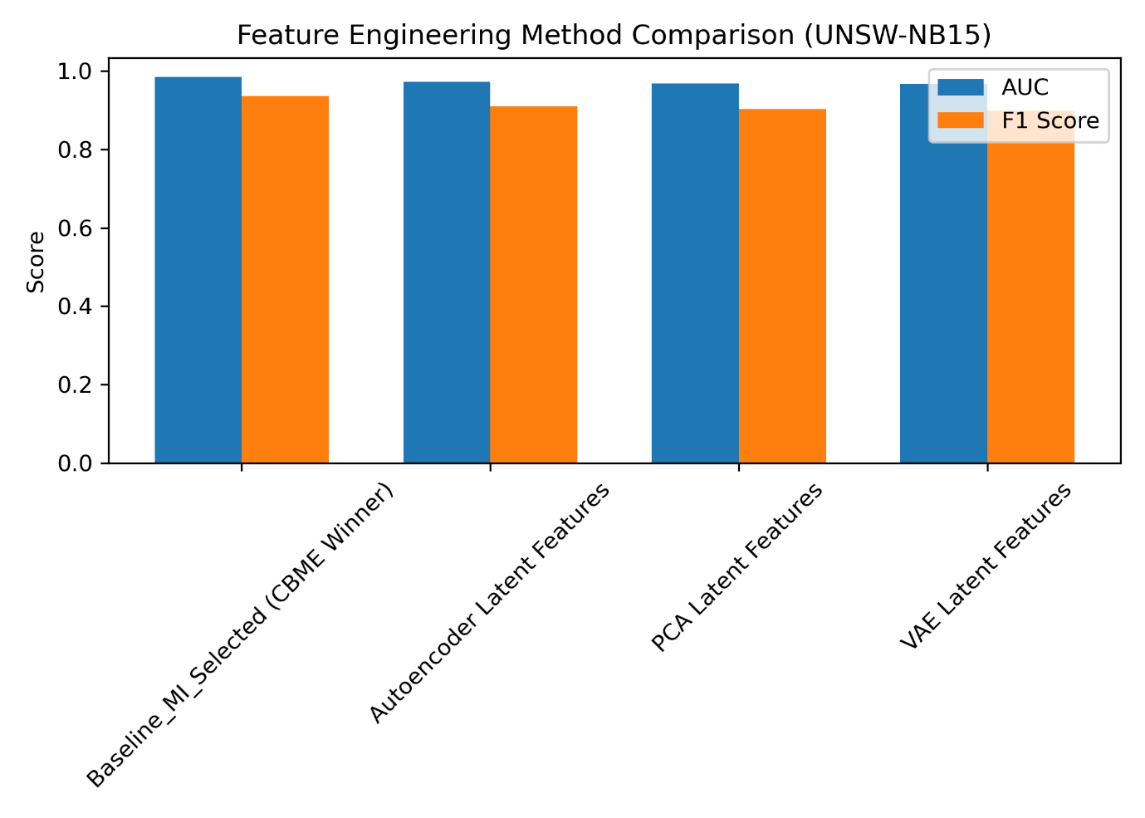 Feature Engineering Method Comparison (UNSW-NB15)
AUC
F1 Score
Score
1.0
0.8
0.6
0.4
0.2
0.0
Baseline_MI_Selected (CBME Winner)
Autoencoder Latent Features
PCA Latent Features
VAE Latent Features